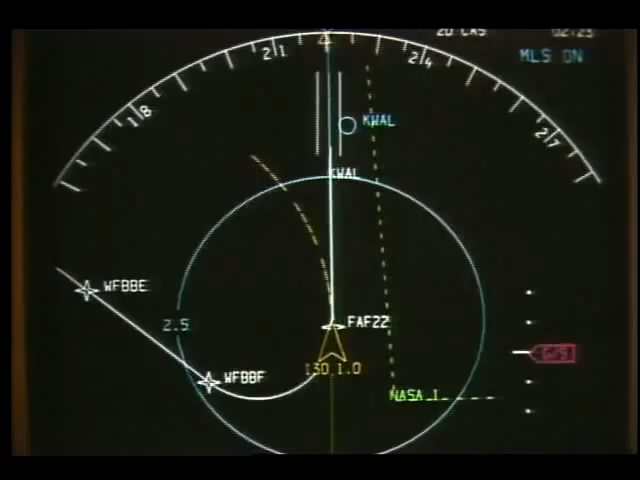 20 CAS 02:23
MLS ON
18
21
24
27
KWAL
KWAL
WFBBE
2.5
FAF22
G/S
WFBBF
130,1.0
NASA 1